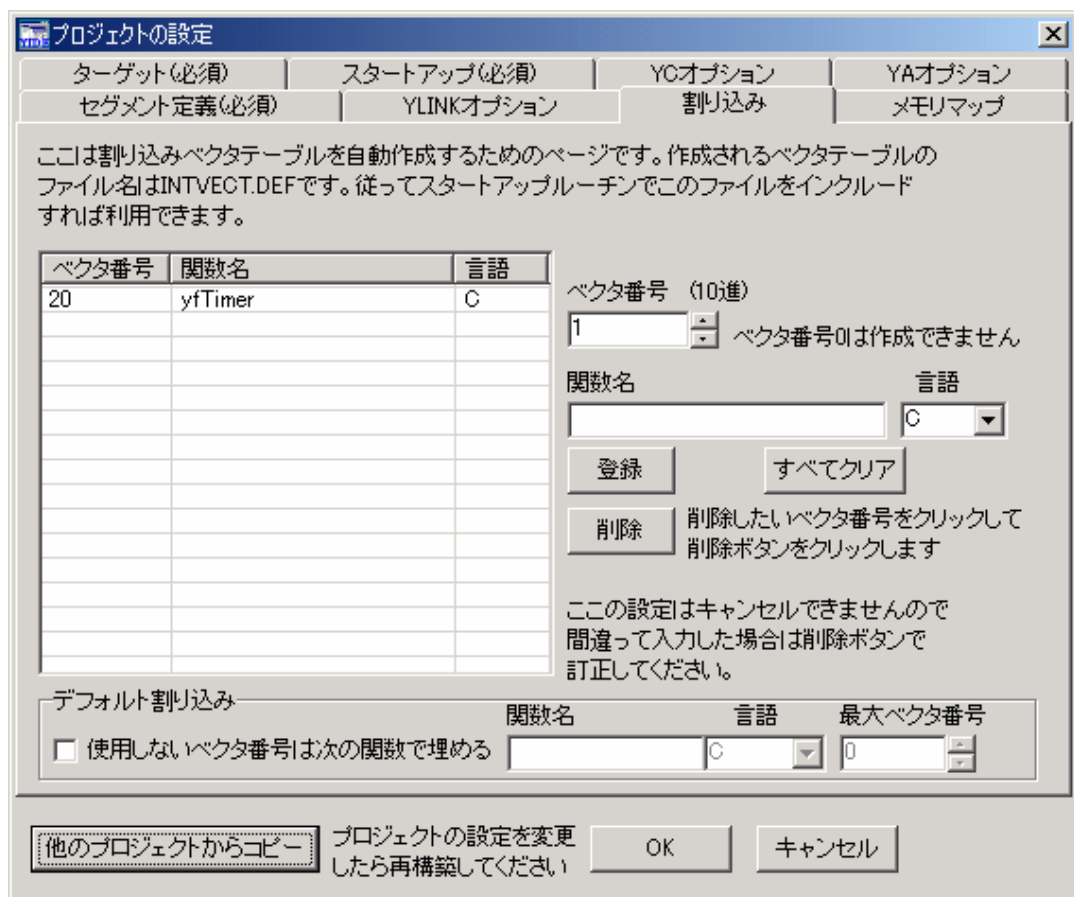 プロジェクトの設定
ターゲット(必須) スタートアップ(必須) YCオプション YAオプション
セグメント定義(必須) YLINKオプション 割り込み メモリマップ
ここは割り込みベクタテーブルを自動作成するためのページです。作成されるベクタテーブルの
ファイル名はINTVECT.DEFです。従ってスタートアップルーチンでこのファイルをインクルード
すれば利用できます。
ベクタ番号 関数名 言語
20 yfTimer C
ベクタ番号 (10進)
1 ベクタ番号0は作成できません
関数名 言語
C
登録 すべてクリア
削除 削除したいベクタ番号をクリックして
削除ボタンをクリックします
ここの設定はキャンセルできませんので
間違って入力した場合は削除ボタンで
訂正してください。
デフォルト割り込み
関数名 言語 最大ベクタ番号
使用しないベクタ番号は次の関数で埋める C 0
他のプロジェクトからコピー プロジェクトの設定を変更
したら再構築してください OK キャンセル